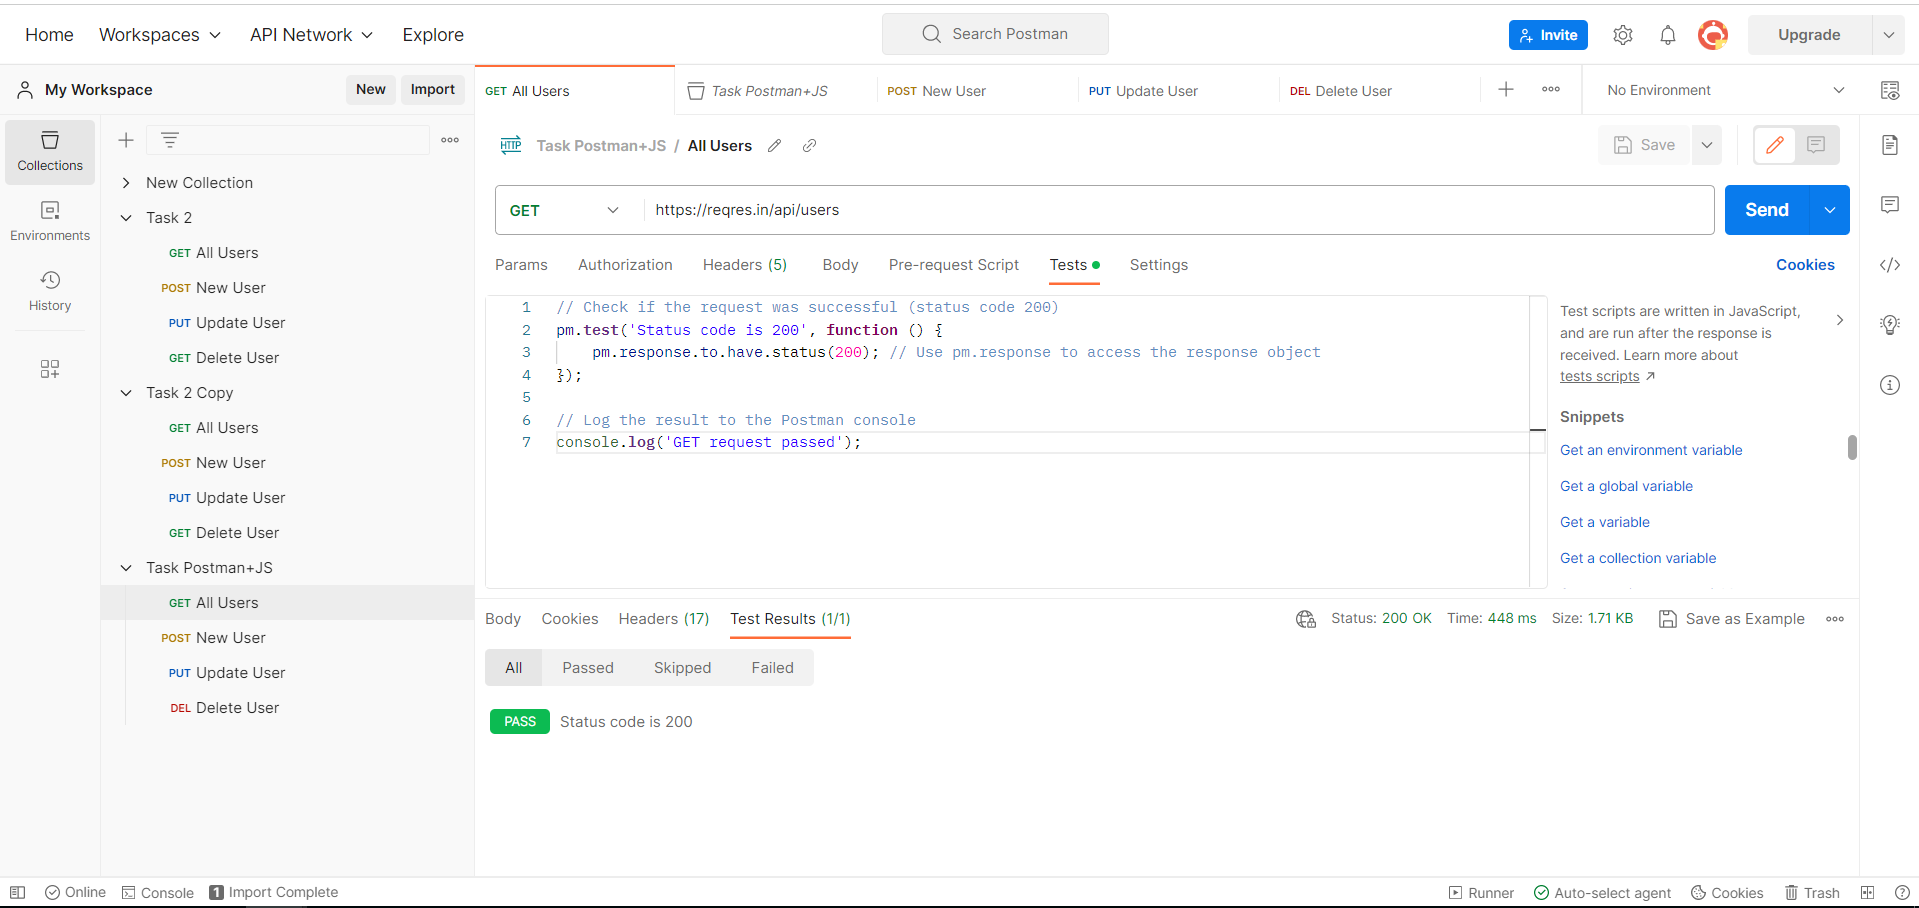 Home Workspaces API Network Explore Search Postman Invite Upgrade
My Workspace New Import
GET All Users Task Postman+JS POST New User PUT Update User DEL Delete User No Environment
Collections
Environments
History
New Collection
Task 2
GET All Users
POST New User
PUT Update User
GET Delete User
Task 2 Copy
GET All Users
POST New User
PUT Update User
GET Delete User
Task Postman+JS
GET All Users
POST New User
PUT Update User
DEL Delete User
HTTP Task Postman+JS / All Users Save
GET https://reqres.in/api/users Send
Params Authorization Headers (5) Body Pre-request Script Tests Settings Cookies
1 // Check if the request was successful (status code 200)
2 pm.test('Status code is 200', function () {
3 pm.response.to.have.status(200); // Use pm.response to access the response object
4 });
5
6 // Log the result to the Postman console
7 console.log('GET request passed');
Test scripts are written in JavaScript,
and are run after the response is
received. Learn more about
tests scripts
Snippets
Get an environment variable
Get a global variable
Get a variable
Get a collection variable
Body Cookies Headers (17) Test Results (1/1) Status: 200 OK Time: 448 ms Size: 1.71 KB Save as Example
All Passed Skipped Failed
PASS Status code is 200
Online Console 1 Import Complete Runner Auto-select agent Cookies Trash